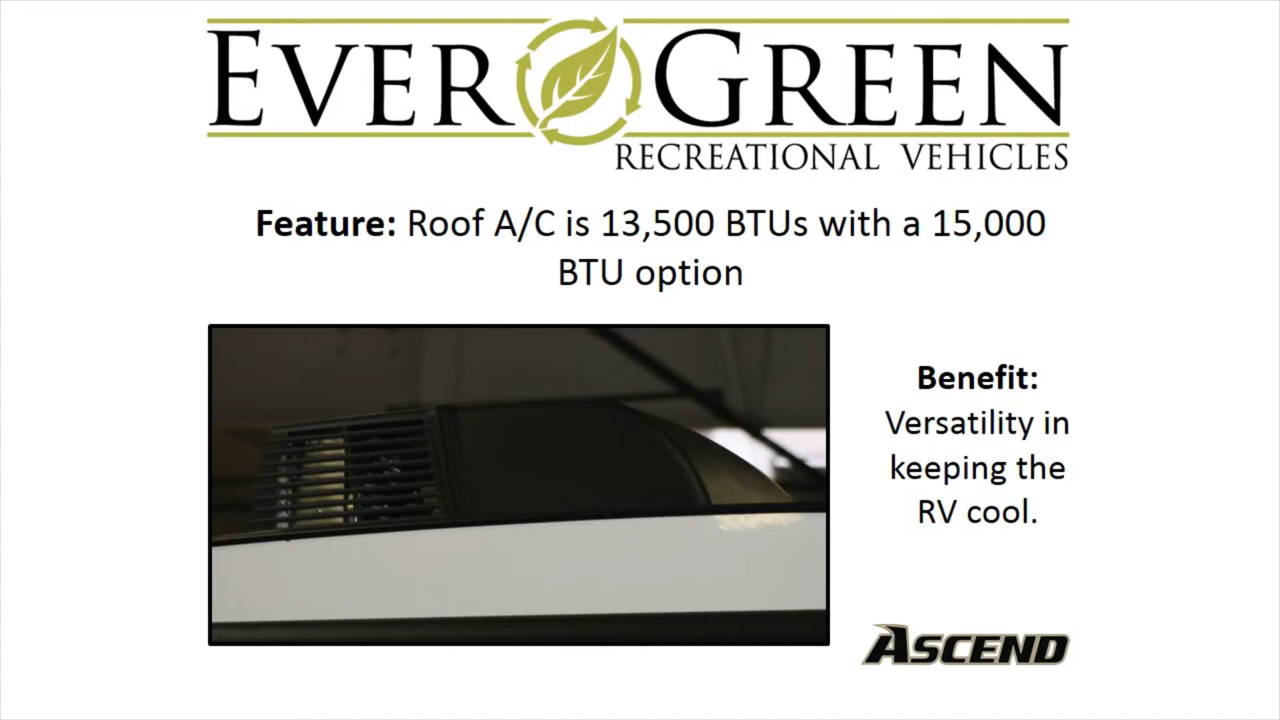 EVERGREEN
RECREATIONAL VEHICLES
Feature: Roof A/C is 13,500 BTUs with a 15,000
BTU option
Benefit:
Versatility in
keeping the
RV cool.
ASCEND